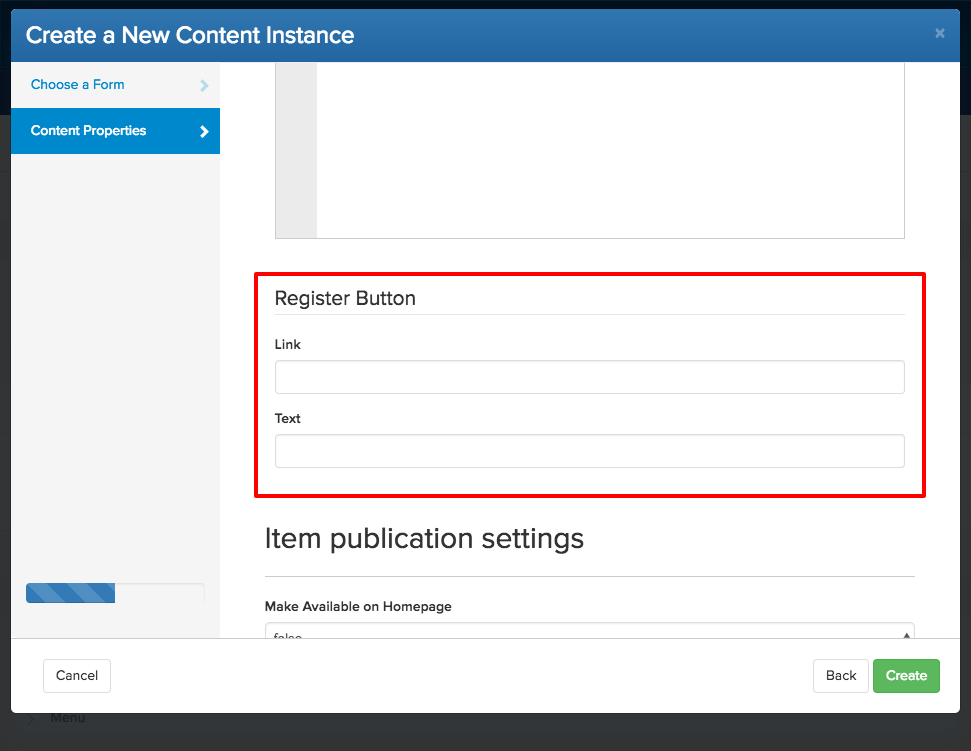 Create a New Content Instance
×
Choose a Form
Content Properties
Register Button
Link
Text
Item publication settings
Make Available on Homepage
false
Cancel
Back
Create
Menu